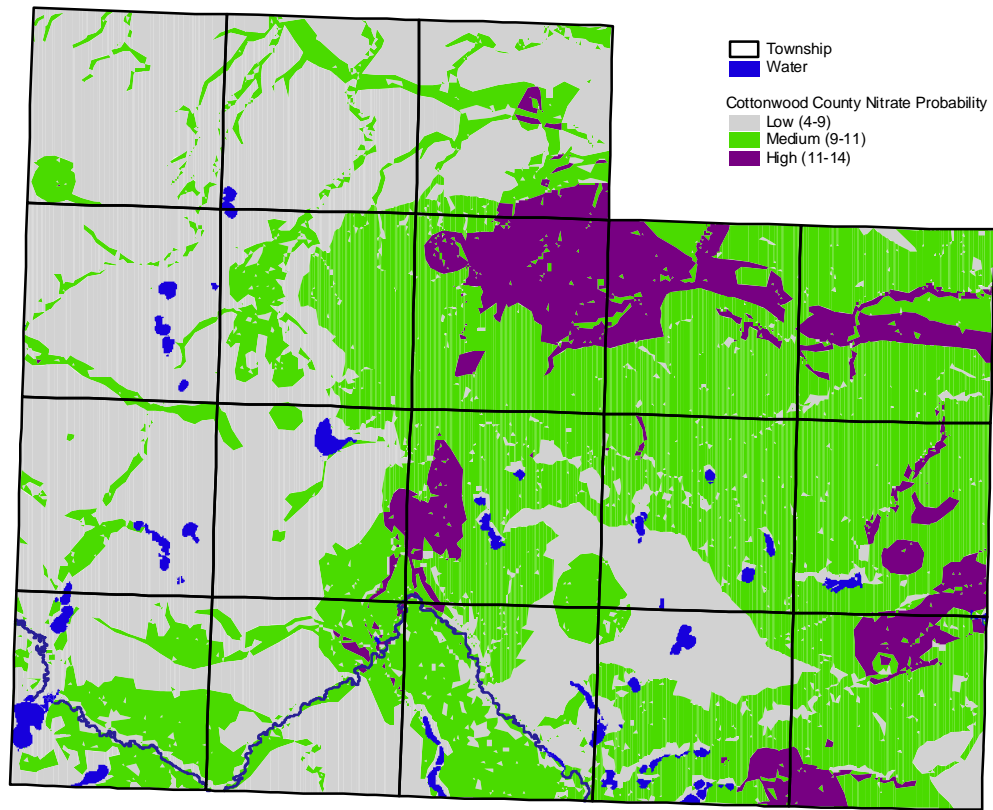 Township
Water
Cottonwood County Nitrate Probability
Low (4-9)
Medium (9-11)
High (11-14)